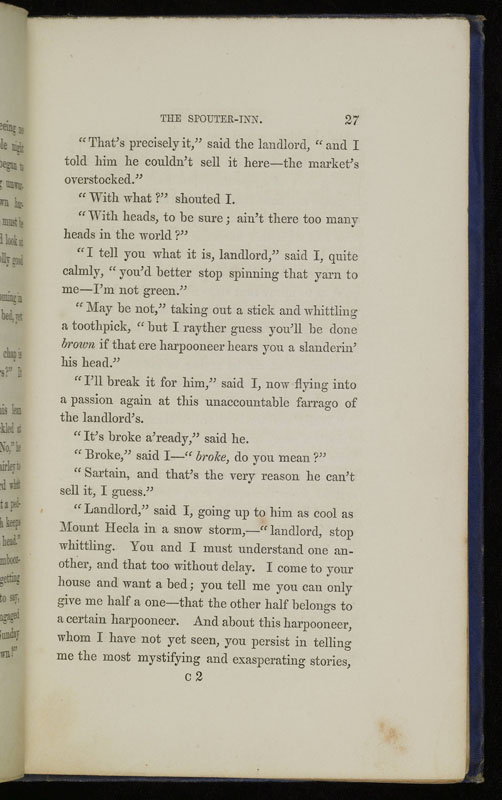 THE SPOUTER-INN. 27
"That's precisely it," said the landlord, "and I
told him he couldn't sell it here—the market's
overstocked."
"With what?" shouted I.
"With heads, to be sure; ain't there too many
heads in the world?"
"I tell you what it is, landlord," said I, quite
calmly, "you'd better stop spinning that yarn to
me—I'm not green."
"May be not," taking out a stick and whittling
a toothpick, "but I rayther guess you'll be done
brown if that ere harpooneer hears you a slanderin'
his head."
"I'll break it for him," said I, now flying into
a passion again at this unaccountable farrago of
the landlord's.
"It's broke a'ready," said he.
"Broke," said I—"broke, do you mean?"
"Sartain, and that's the very reason he can't
sell it, I guess."
"Landlord," said I, going up to him as cool as
Mount Hecla in a snow storm,—"landlord, stop
whittling. You and I must understand one an-
other, and that too without delay. I come to your
house and want a bed; you tell me you can only
give me half a one—that the other half belongs to
a certain harpooneer. And about this harpooneer,
whom I have not yet seen, you persist in telling
me the most mystifying and exasperating stories,
C 2